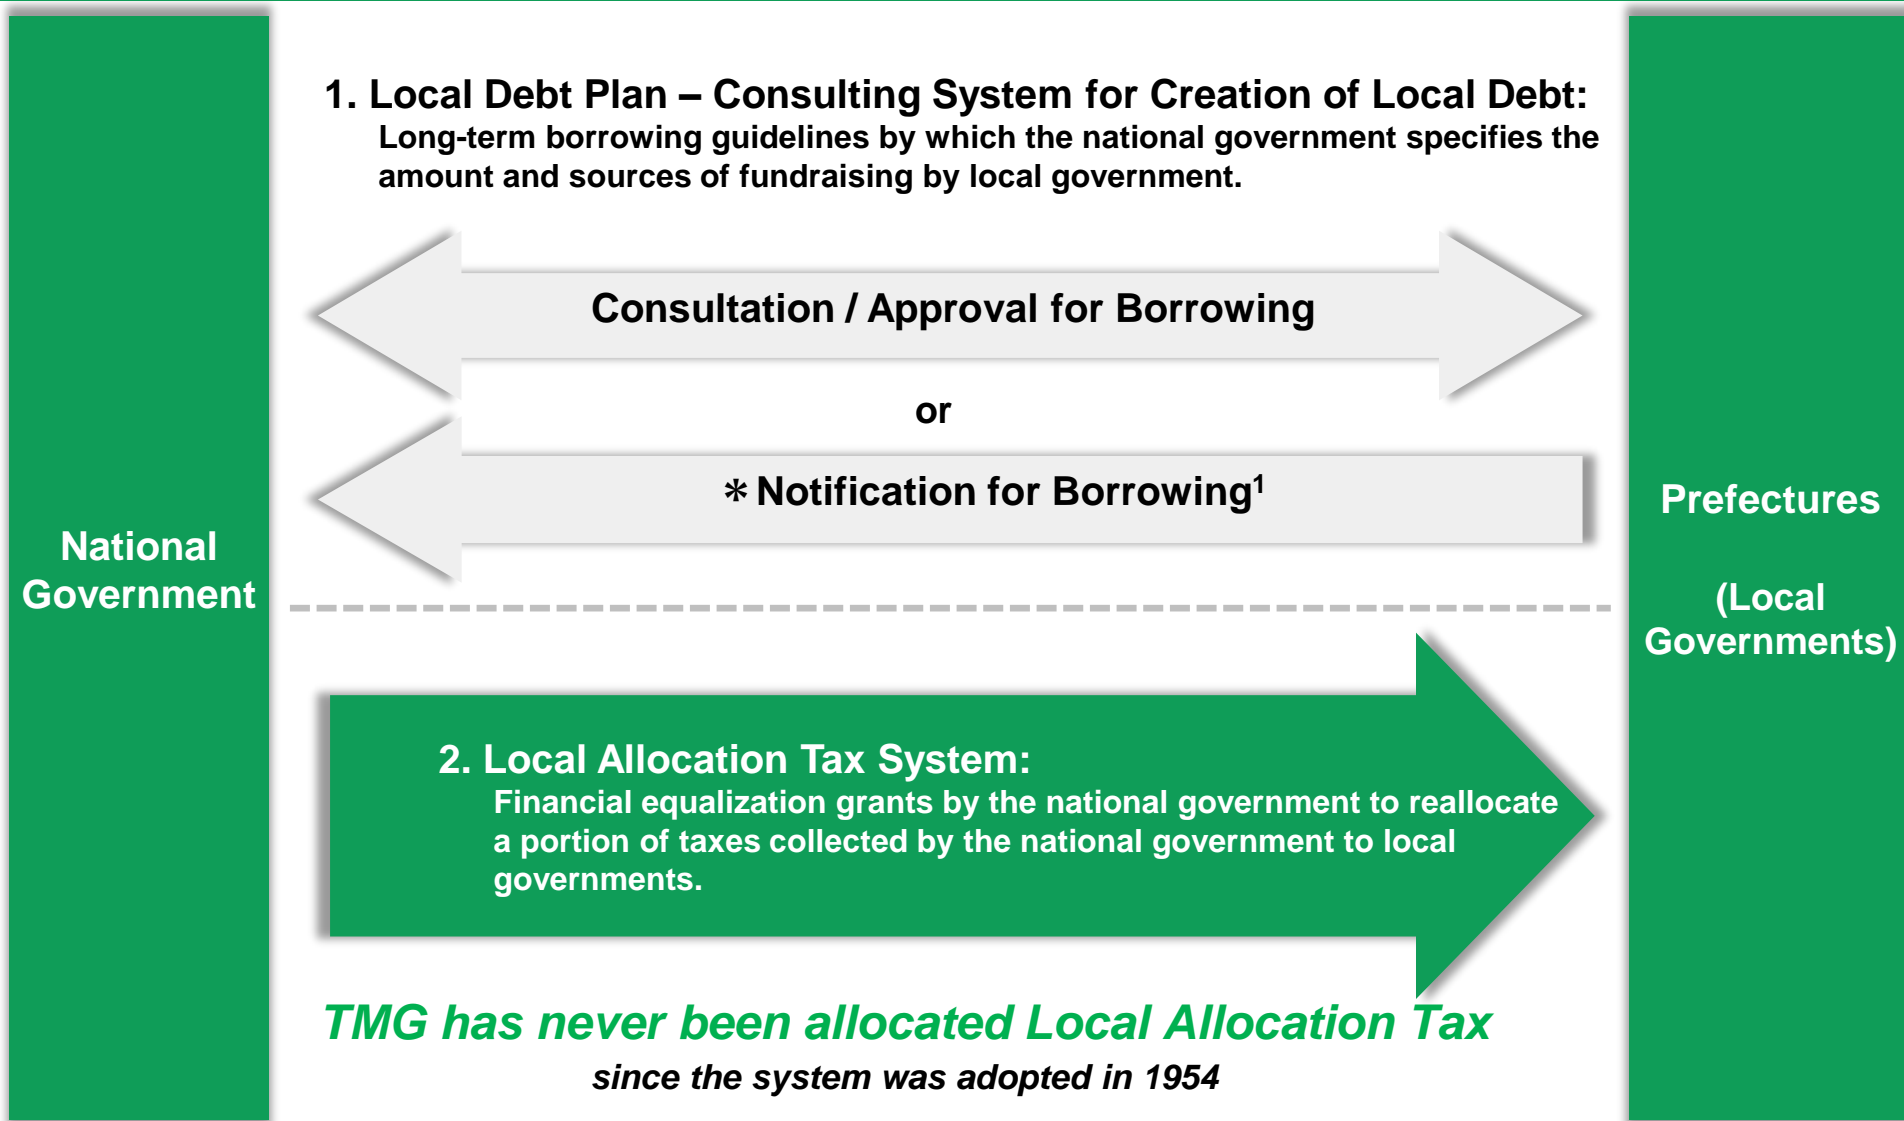 National
Government
1. Local Debt Plan – Consulting System for Creation of Local Debt:
Long-term borrowing guidelines by which the national government specifies the
amount and sources of fundraising by local government.
Consultation / Approval for Borrowing
or
＊Notification for Borrowing¹
2. Local Allocation Tax System:
Financial equalization grants by the national government to reallocate
a portion of taxes collected by the national government to local
governments.
TMG has never been allocated Local Allocation Tax
since the system was adopted in 1954
Prefectures
(Local
Governments)